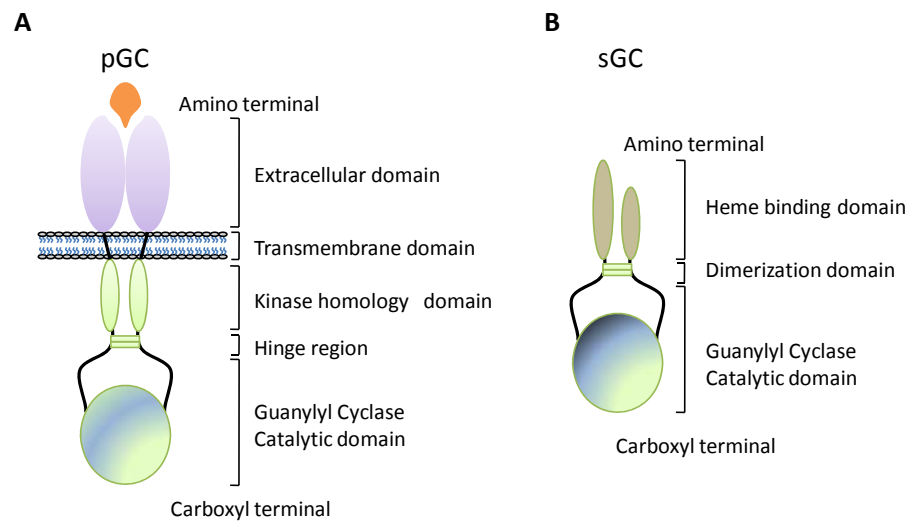 A
pGC
Amino terminal
Extracellular domain
Transmembrane domain
Kinase homology domain
Hinge region
Guanylyl Cyclase
Catalytic domain
Carboxyl terminal
B
sGC
Amino terminal
Heme binding domain
Dimerization domain
Guanylyl Cyclase
Catalytic domain
Carboxyl terminal